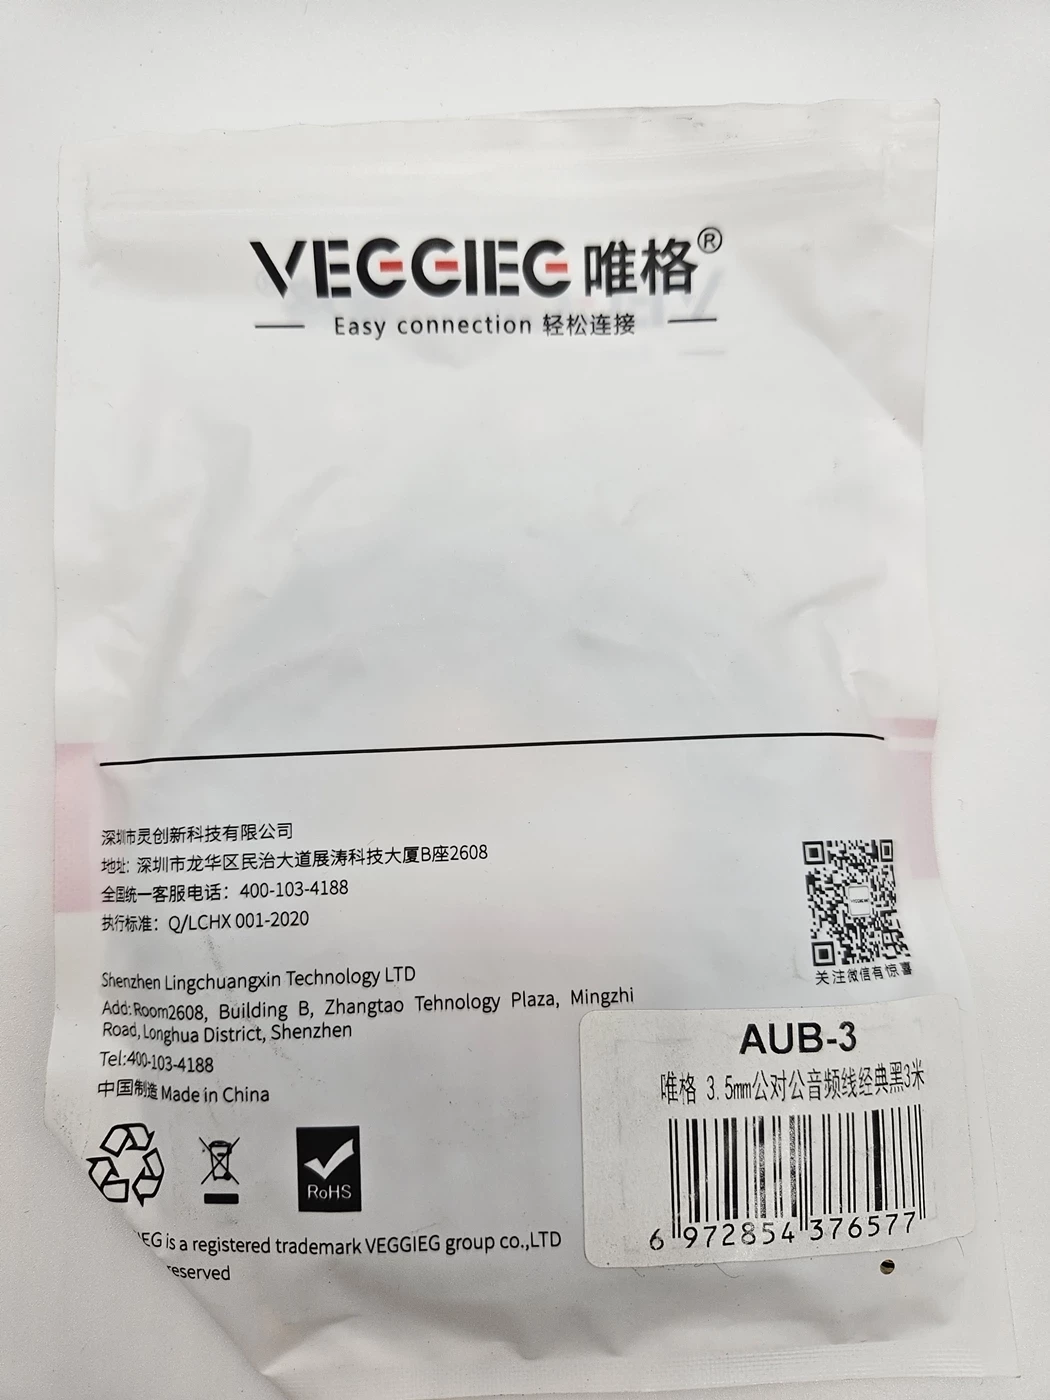 VEGGIEG 唯格®
Easy connection 轻松连接
深圳市灵创新科技有限公司
地址: 深圳市龙华区民治大道展涛科技大厦B座2608
全国统一客服电话: 400-103-4188
执行标准: Q/LCHX 001-2020
关注微信有惊喜
Shenzhen Lingchuangxin Technology LTD
Add:Room2608, Building B, Zhangtao Tehnology Plaza, Mingzhi
Road, Longhua District, Shenzhen
Tel:400-103-4188
中国制造 Made in China
RoHS
AUB-3
唯格 3.5mm公对公音频线经典黑3米
6 972854 376577
is a registered trademark VEGGIEG group co.,LTD